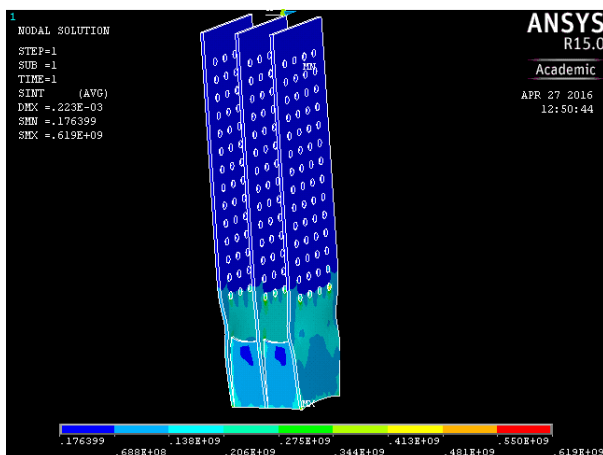 1
NODAL SOLUTION
STEP=1
SUB =1
TIME=1
SINT (AVG)
DMX =.223E-03
SMN =.176399
SMX =.619E+09
ANSYS
R15.0
Academic
APR 27 2016
12:50:44
MN
MX
.176399 .138E+09 .275E+09 .413E+09 .550E+09
.688E+08 .206E+09 .344E+09 .481E+09 .619E+09